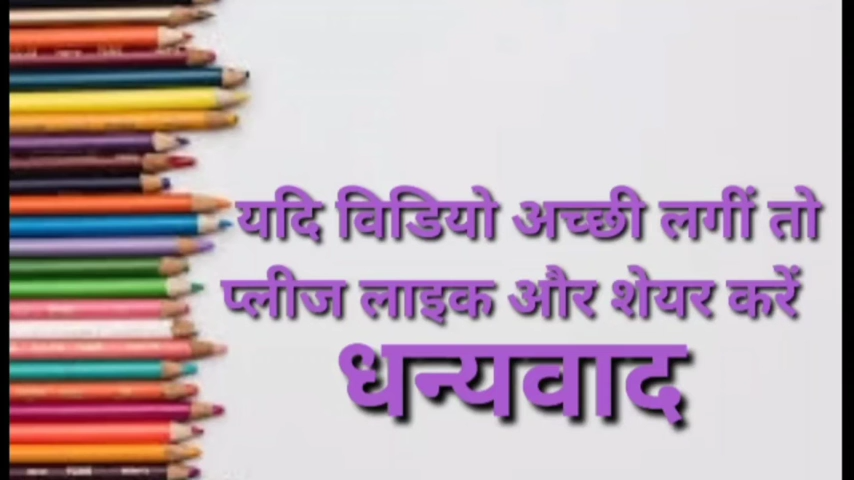 यदि विडियो अच्छी लगीं तो
प्लीज लाइक और शेयर करें
धन्यवाद